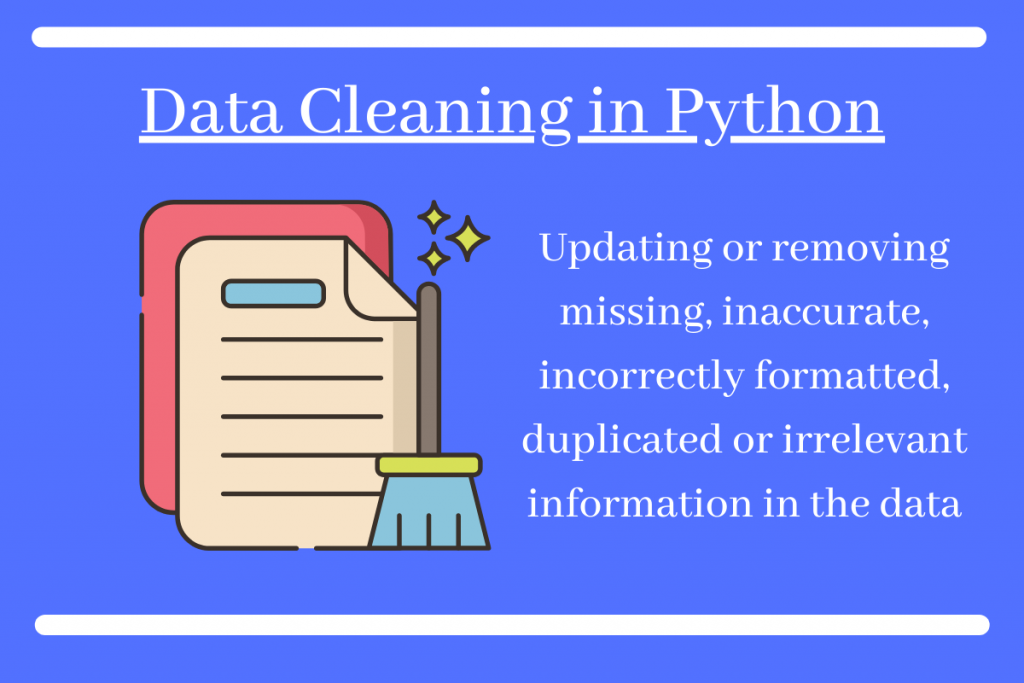 Data Cleaning in Python
Updating or removing
missing, inaccurate,
incorrectly formatted,
duplicated or irrelevant
information in the data